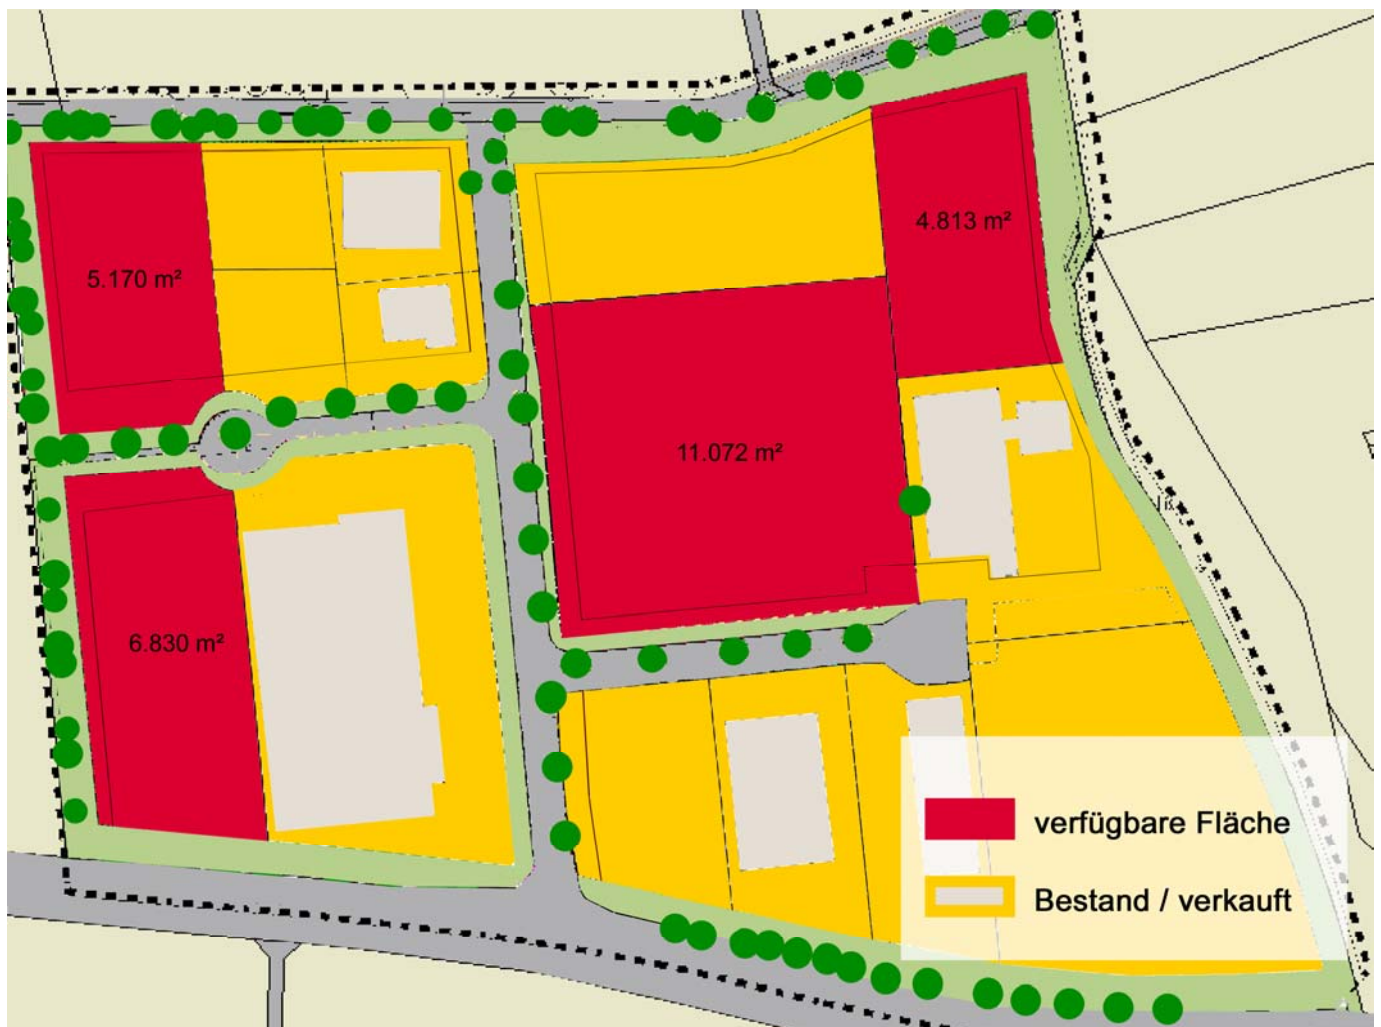 4.813 m²
5.170 m²
11.072 m²
6.830 m²
verfügbare Fläche
Bestand / verkauft